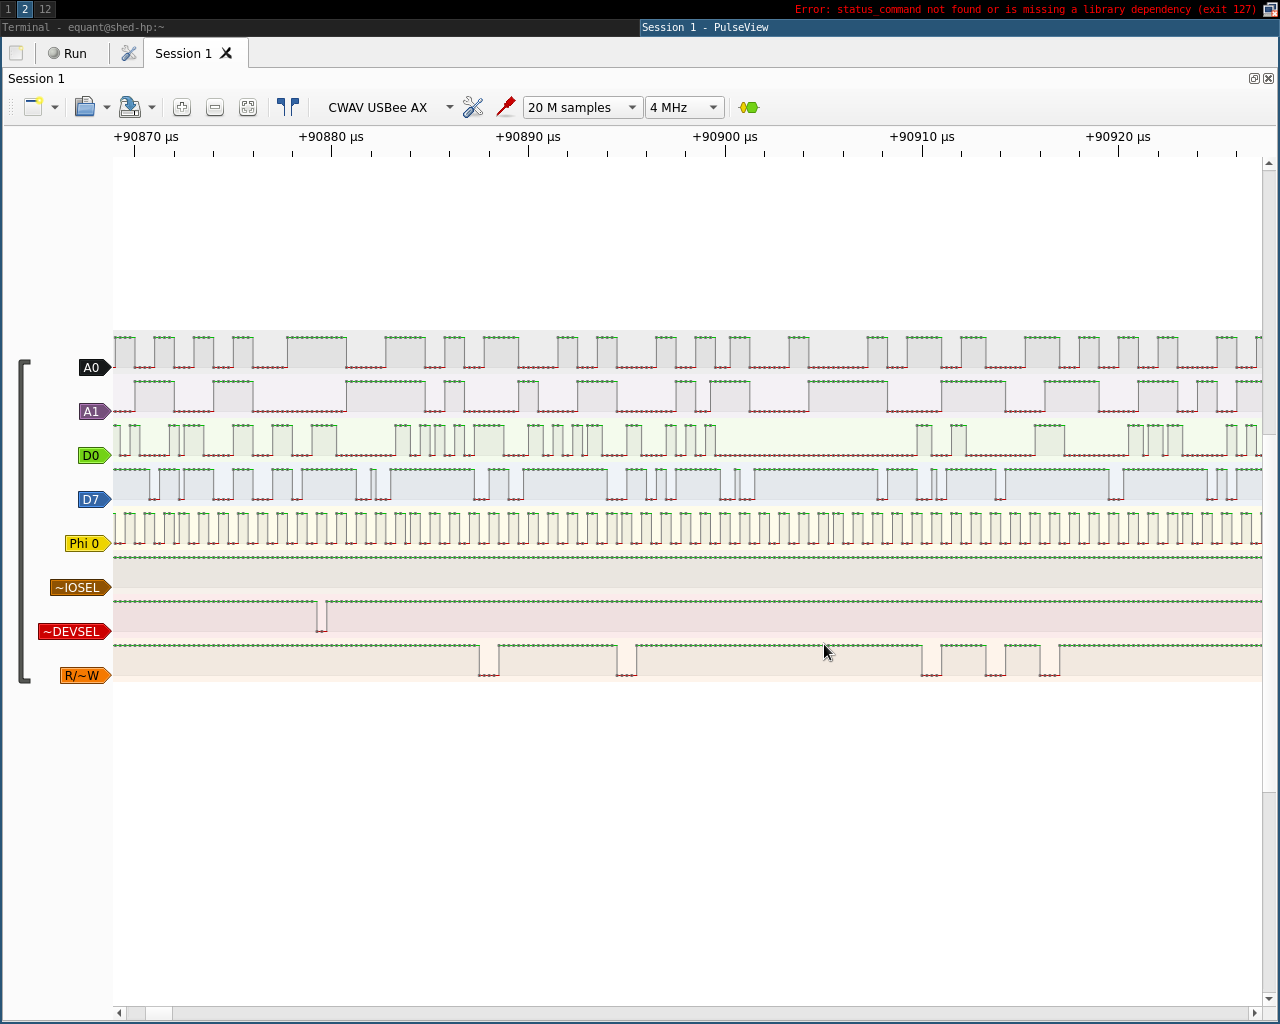 1 2 12 Error: status_command not found or is missing a library dependency (exit 127)
Terminal - equant@shed-hp:~ Session 1 - PulseView
Run Session 1
Session 1
CWAV USBee AX 20 M samples 4 MHz
+90870 µs +90880 µs +90890 µs +90900 µs +90910 µs +90920 µs
A0
A1
D0
D7
Phi 0
~IOSEL
~DEVSEL
R/~W